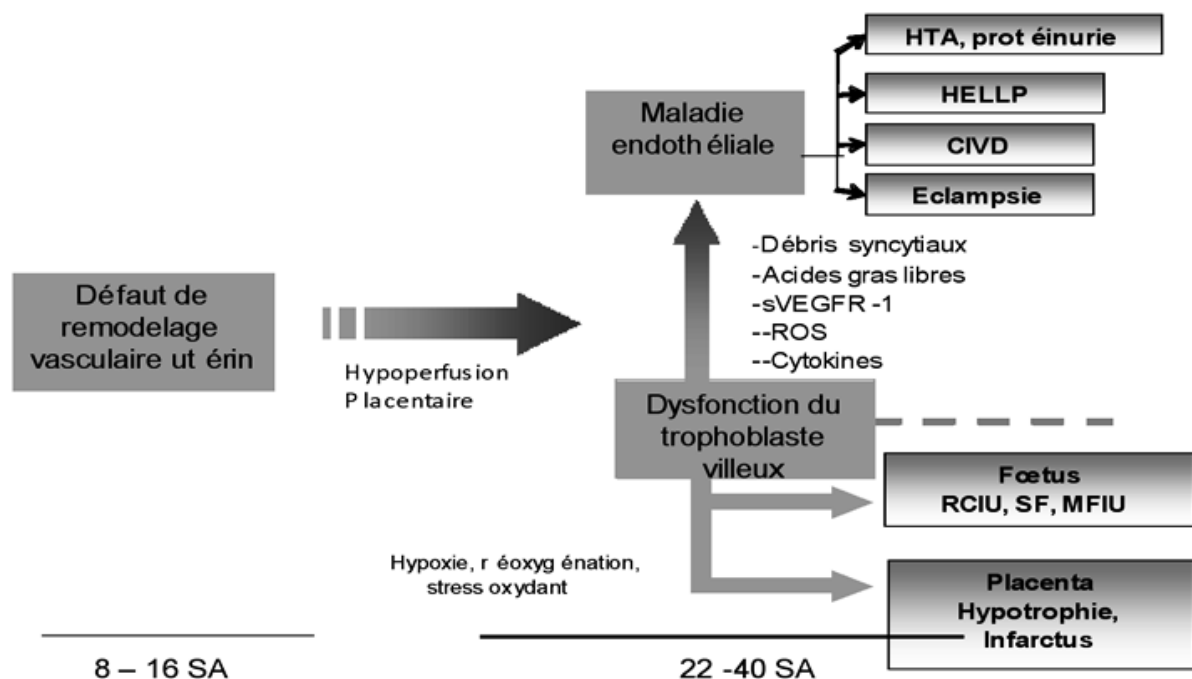 HTA, prot éinurie
HELLP
CIVD
Eclampsie
Maladie
endoth éliale
-Débris syncytiaux
-Acides gras libres
-sVEGFR -1
--ROS
--Cytokines
Défaut de
remodelage
vasculaire ut érin
Hypoperfusion
Placentaire
Dysfonction du
trophoblaste
villeux
Fœtus
RCIU, SF, MFIU
Hypoxie, r éoxyg énation,
stress oxydant
Placenta
Hypotrophie,
Infarctus
8 – 16 SA
22 -40 SA